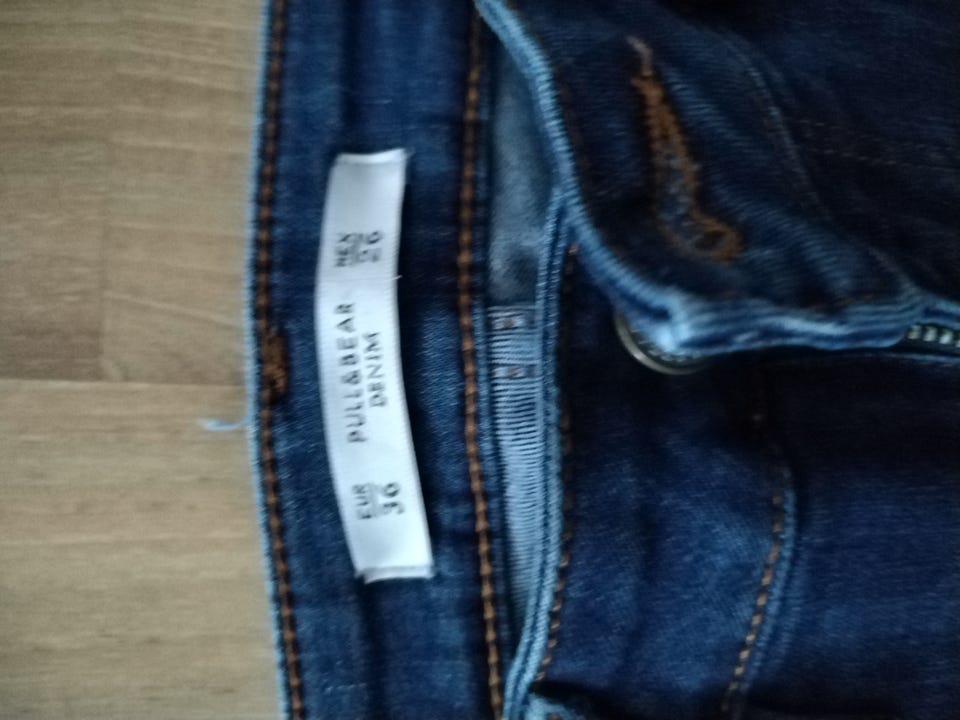 EUR
36
PULL&BEAR
DENIM
MEX
26